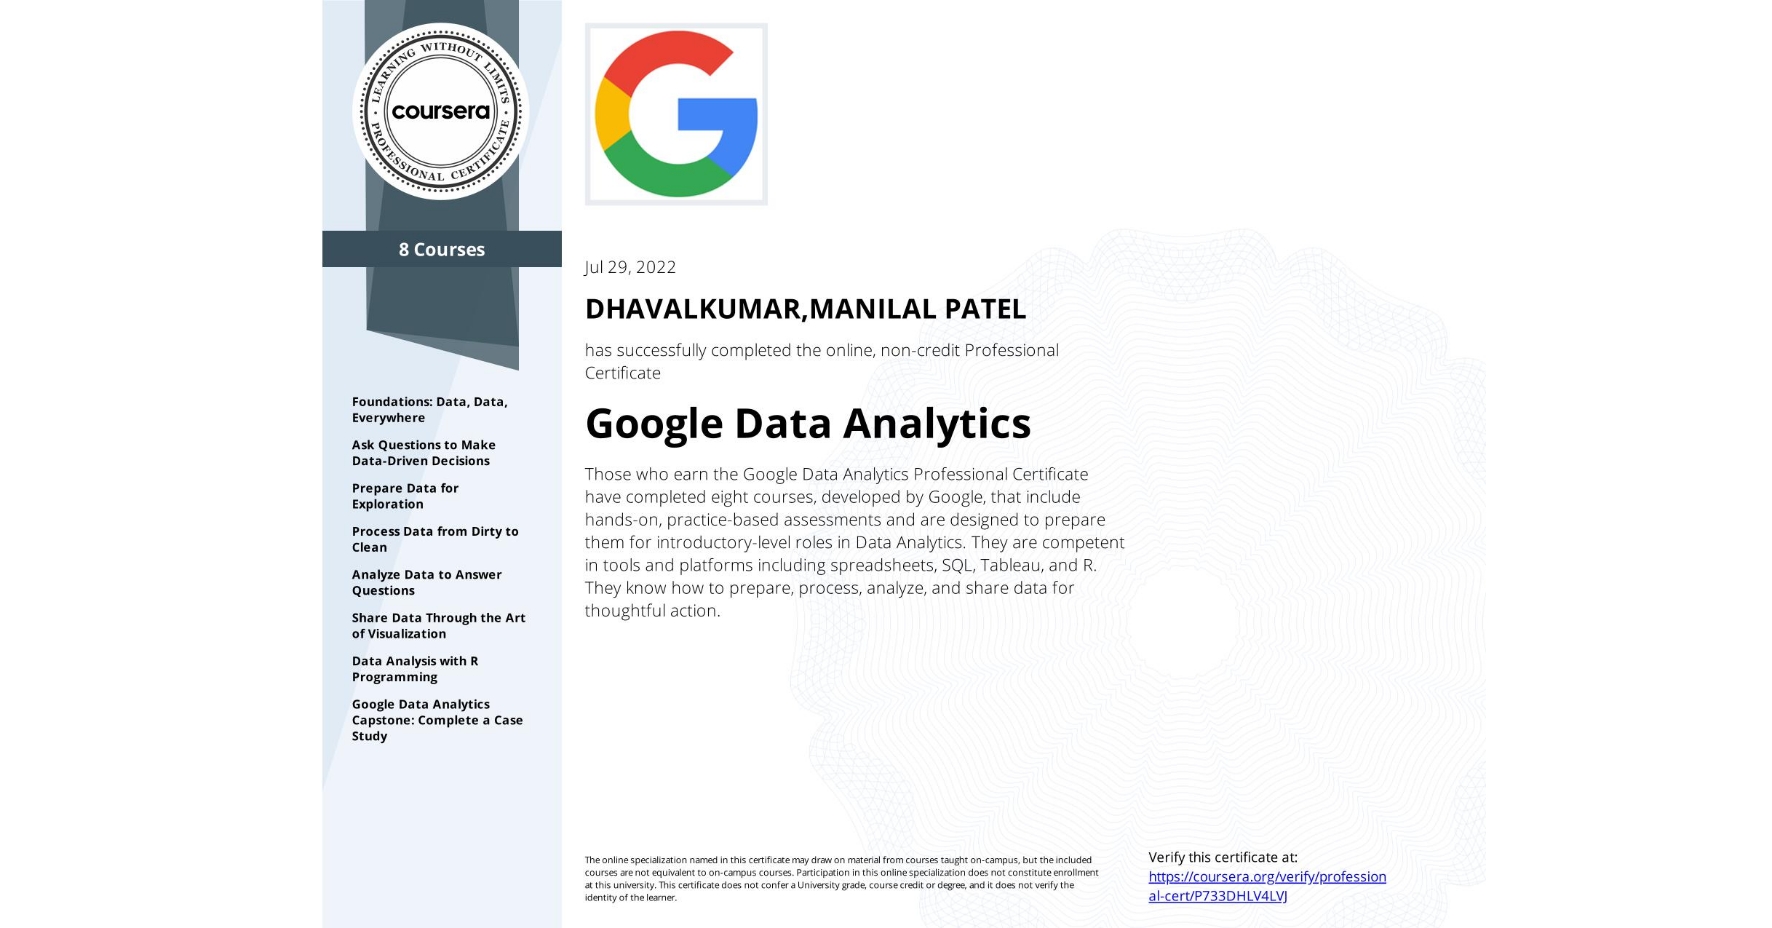 LEARNING WITHOUT LIMITS
coursera
PROFESSIONAL CERTIFICATE
8 Courses
Foundations: Data, Data,
Everywhere
Ask Questions to Make
Data-Driven Decisions
Prepare Data for
Exploration
Process Data from Dirty to
Clean
Analyze Data to Answer
Questions
Share Data Through the Art
of Visualization
Data Analysis with R
Programming
Google Data Analytics
Capstone: Complete a Case
Study
Jul 29, 2022
DHAVALKUMAR,MANILAL PATEL
has successfully completed the online, non-credit Professional
Certificate
Google Data Analytics
Those who earn the Google Data Analytics Professional Certificate
have completed eight courses, developed by Google, that include
hands-on, practice-based assessments and are designed to prepare
them for introductory-level roles in Data Analytics. They are competent
in tools and platforms including spreadsheets, SQL, Tableau, and R.
They know how to prepare, process, analyze, and share data for
thoughtful action.
The online specialization named in this certificate may draw on material from courses taught on-campus, but the included
courses are not equivalent to on-campus courses. Participation in this online specialization does not constitute enrollment
at this university. This certificate does not confer a University grade, course credit or degree, and it does not verify the
identity of the learner.
Verify this certificate at:
https://coursera.org/verify/profession
al-cert/P733DHLV4LVJ